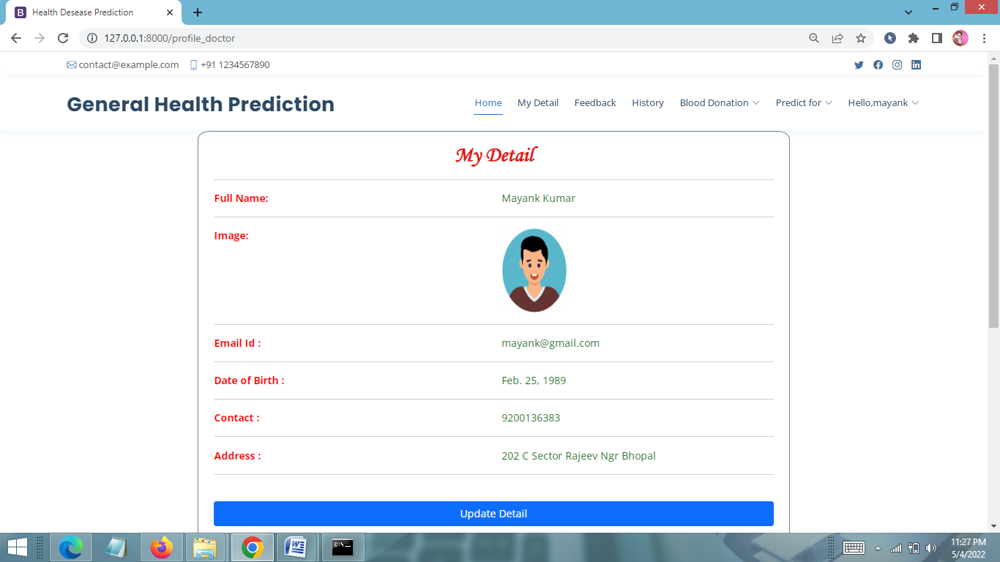 Health Desease Prediction
127.0.0.1:8000/profile_doctor
contact@example.com +91 1234567890
General Health Prediction
Home My Detail Feedback History Blood Donation Predict for Hello,mayank
My Detail
Full Name: Mayank Kumar
Image:
Email Id : mayank@gmail.com
Date of Birth : Feb. 25, 1989
Contact : 9200136383
Address : 202 C Sector Rajeev Ngr Bhopal
Update Detail
11:27 PM
5/4/2022